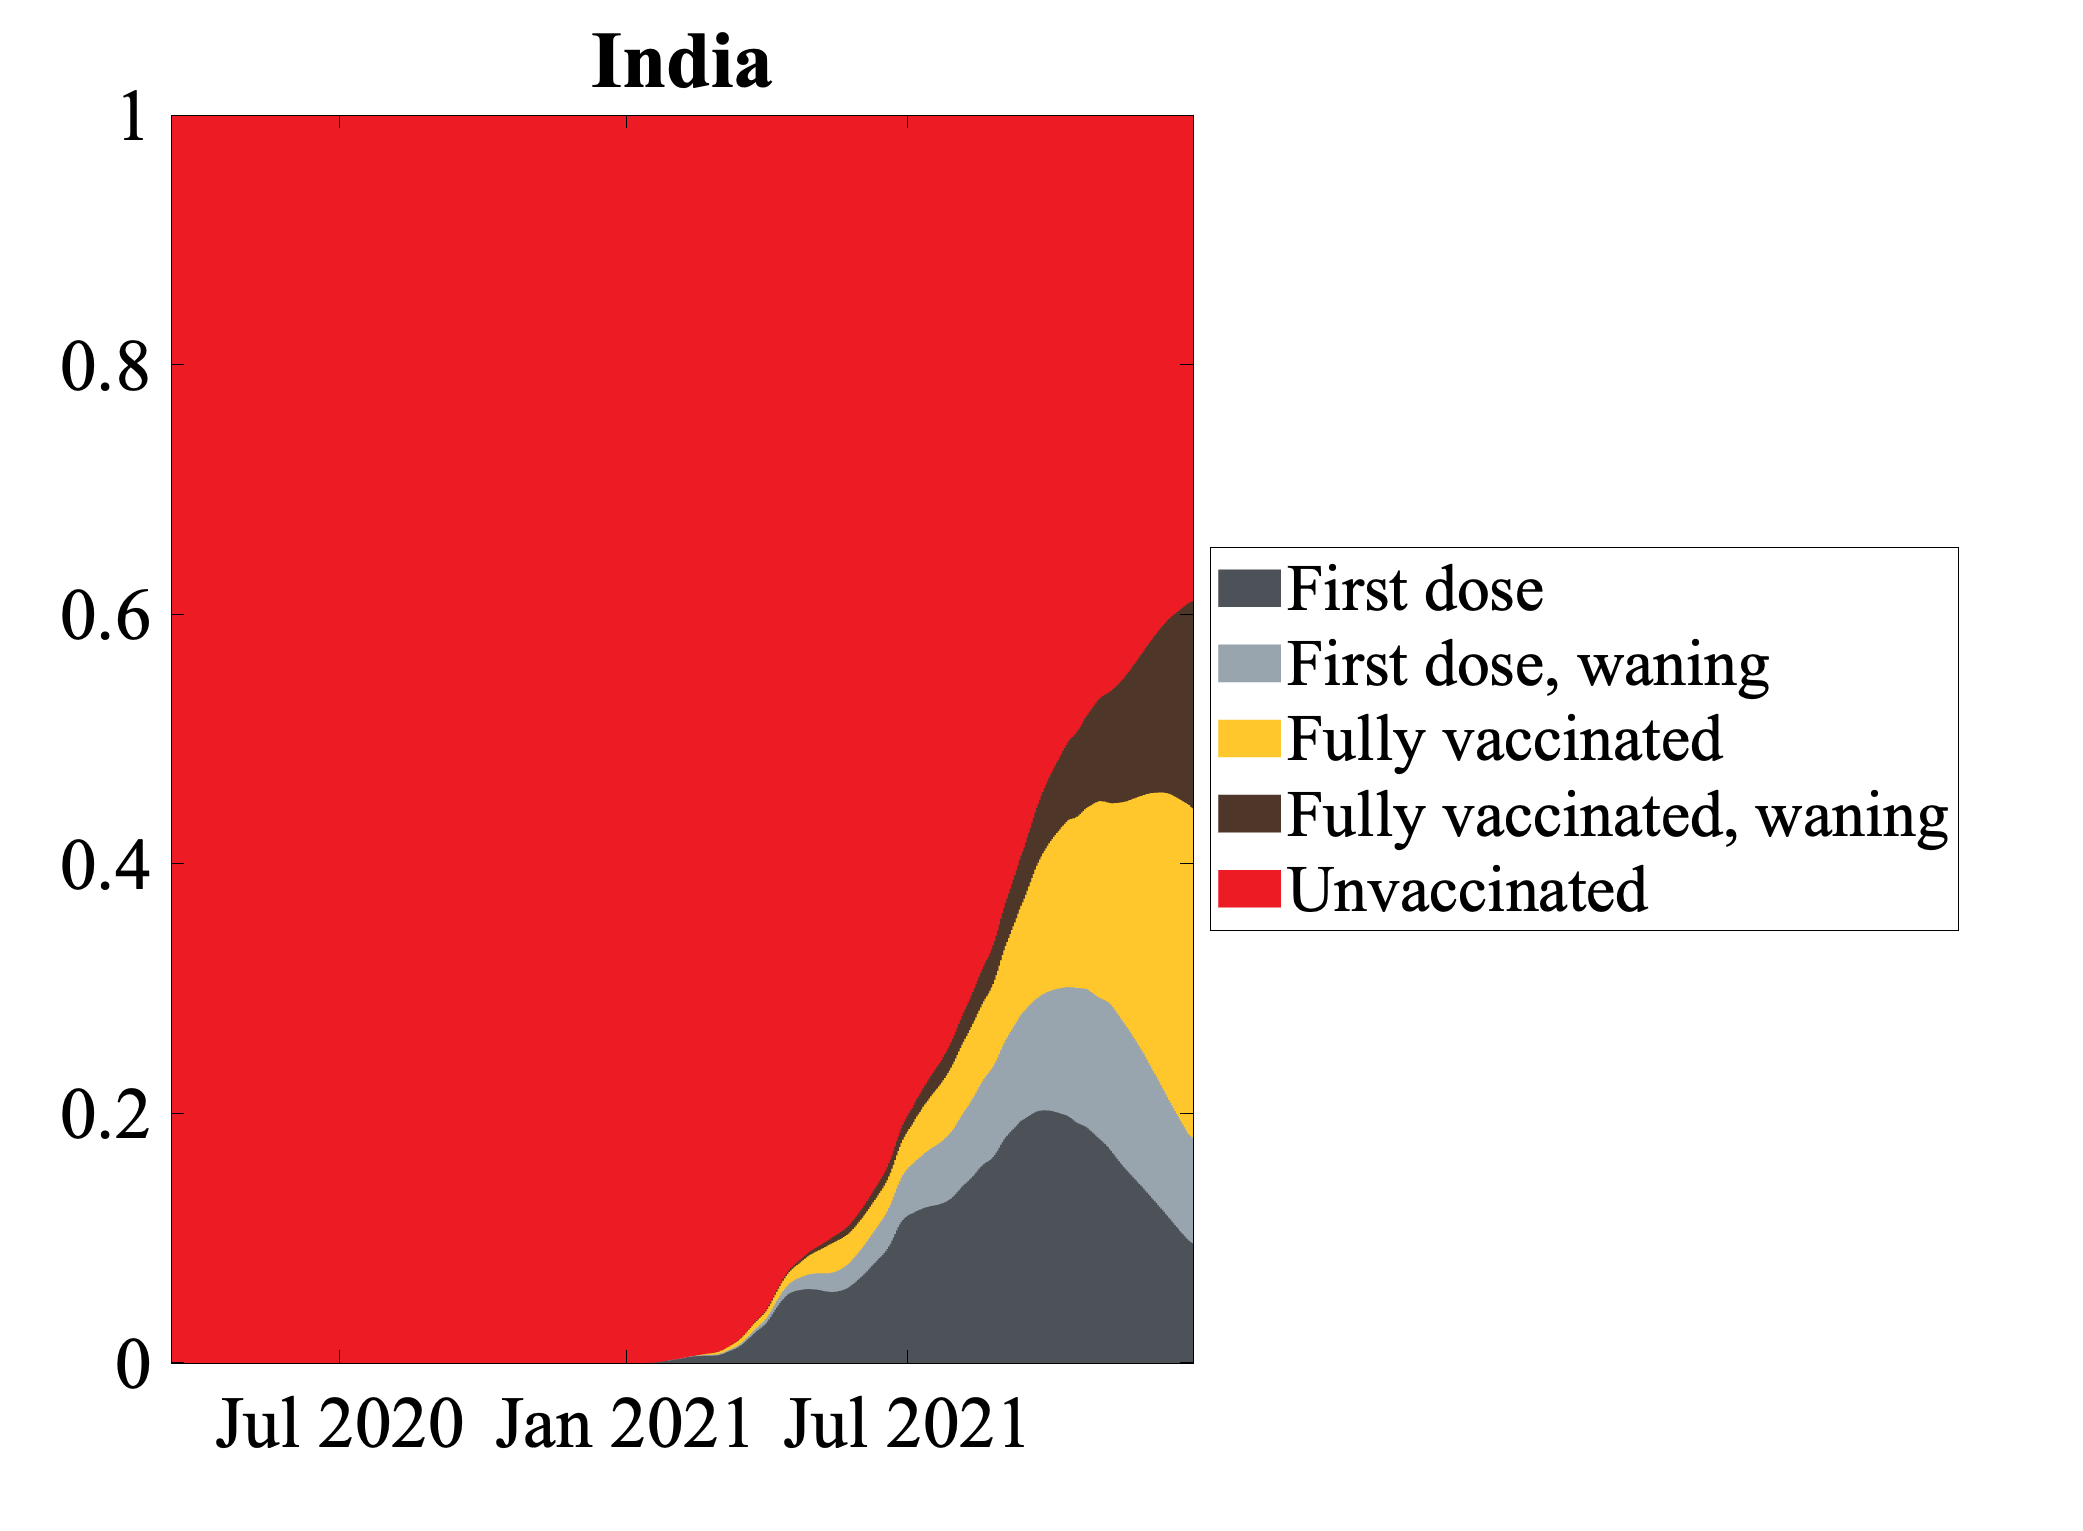 India
1
0.8
0.6
0.4
0.2
0
Jul 2020
Jan 2021
Jul 2021
First dose
First dose, waning
Fully vaccinated
Fully vaccinated, waning
Unvaccinated